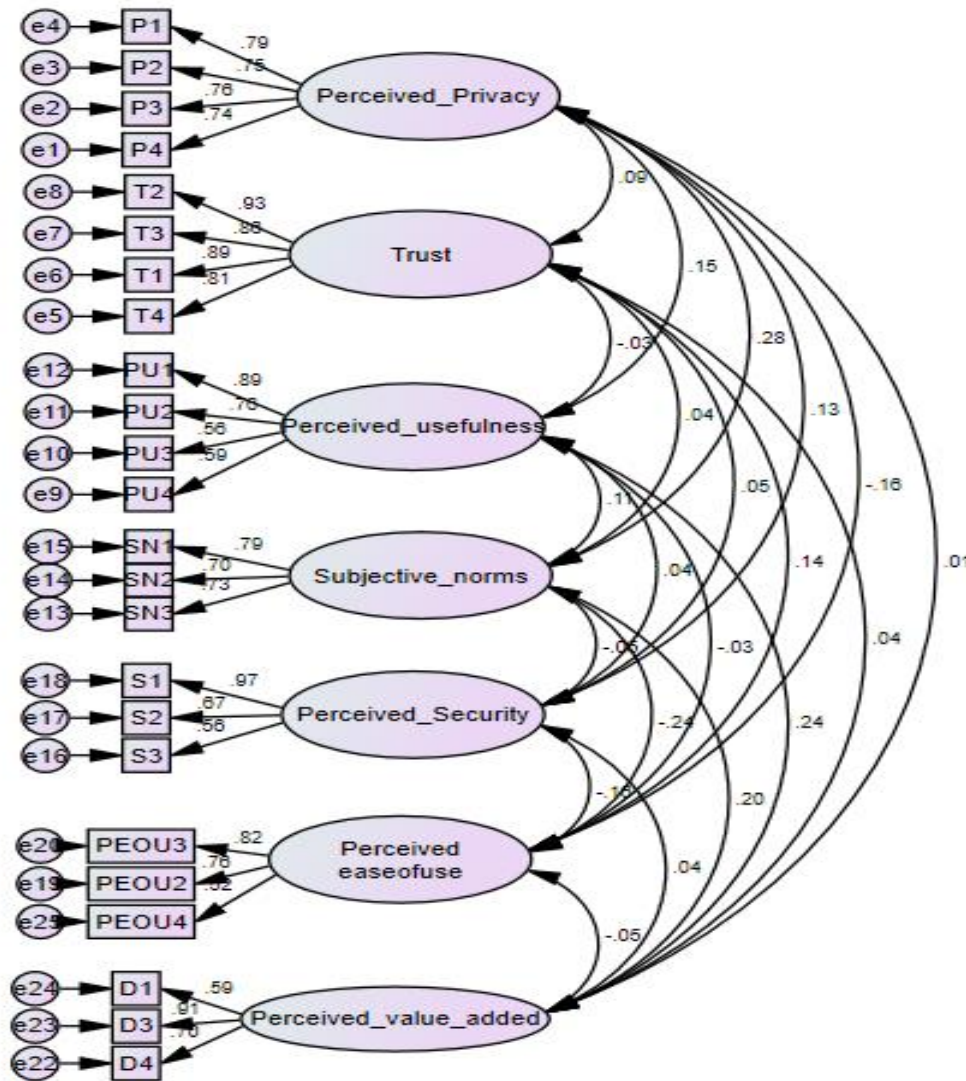 e4 P1 .79
e3 P2 .75 Perceived_Privacy
e2 P3 .76
e1 P4 .74
e8 T2 .93 .09
e7 T3 .86 Trust
e6 T1 .89 .15
e5 T4 .81
-.03 .28
e12 PU1 .89
e11 PU2 .76 .04 .13
e10 PU3 .56 Perceived_usefulness
e9 PU4 .59 .11 .05 -.16
e15 SN1 .79
e14 SN2 .70 Subjective_norms .04 .14 .01
e13 SN3 .73
-.03 .04
e18 S1 .97
e17 S2 .67 Perceived_Security -.24 .24
e16 S3 .56
.20
e20 PEOU3 .82 Perceived
e19 PEOU2 .76 easeofuse .04
PEOU4
-.05
e24 D1 .59
e23 D3 .91 Perceived_value_added
e22 D4 .70